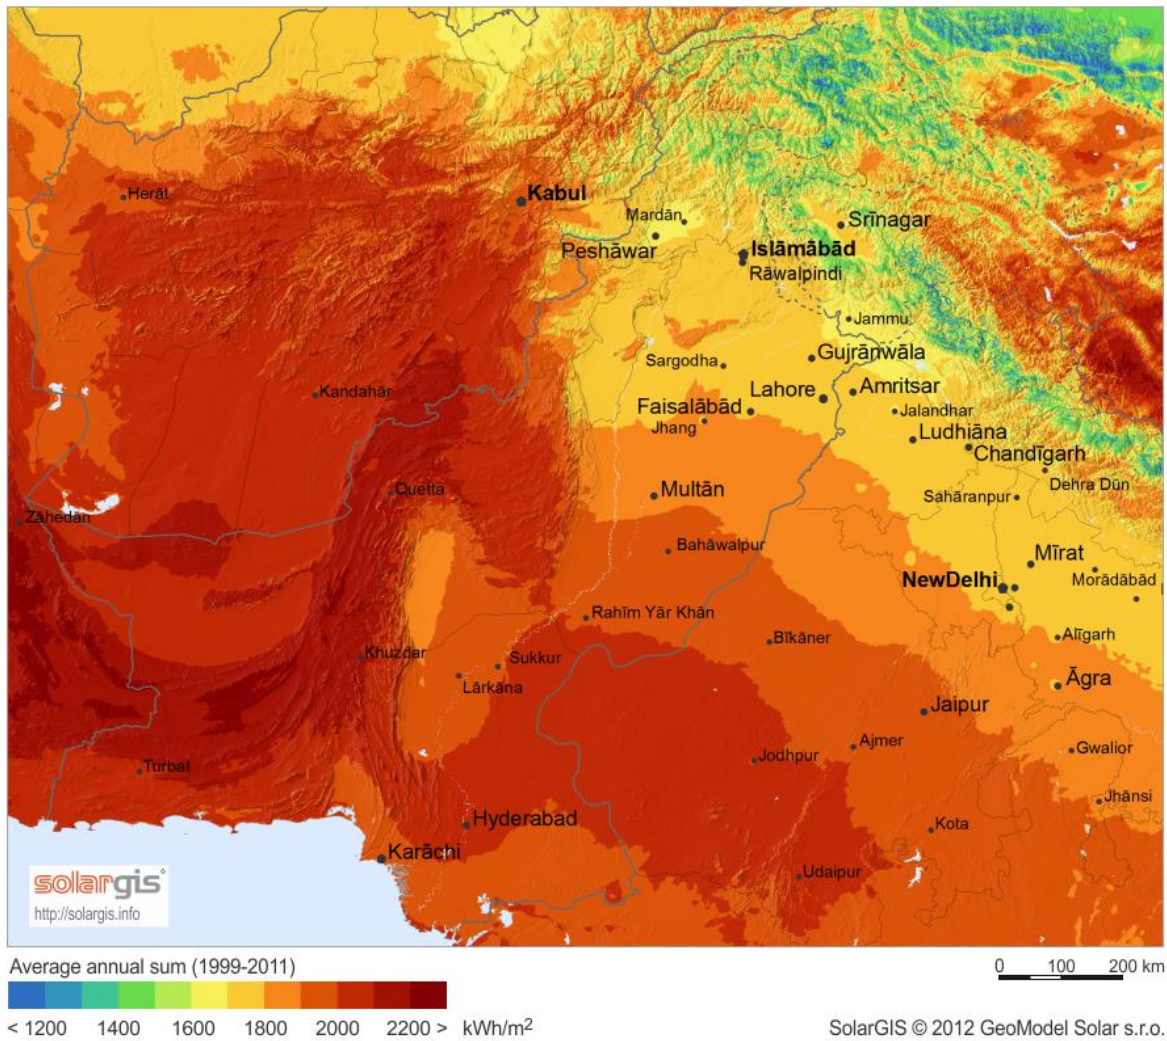 Herāt
Kabul
Mardān
Peshāwar
Srīnagar
Islāmābād
Rāwalpindi
Jammu
Sargodha
Gujrānwāla
Kandahār
Lahore
Amritsar
Faisalābād
Jalandhar
Jhang
Ludhiāna
Chandīgarh
Quetta
Multān
Dehra Dūn
Sahāranpur
Zāhedān
Bahāwalpur
Mīrat
NewDelhi
Morādābād
Rahīm Yār Khān
Bīkāner
Alīgarh
Khuzdar
Sukkur
Lārkāna
Āgra
Jaipur
Ajmer
Gwalior
Turbat
Jodhpur
Jhānsi
Hyderabad
Kota
Karāchi
Udaipur
solargis°
http://solargis.info
Average annual sum (1999-2011)
0 100 200 km
< 1200 1400 1600 1800 2000 2200 > kWh/m²
SolarGIS © 2012 GeoModel Solar s.r.o.